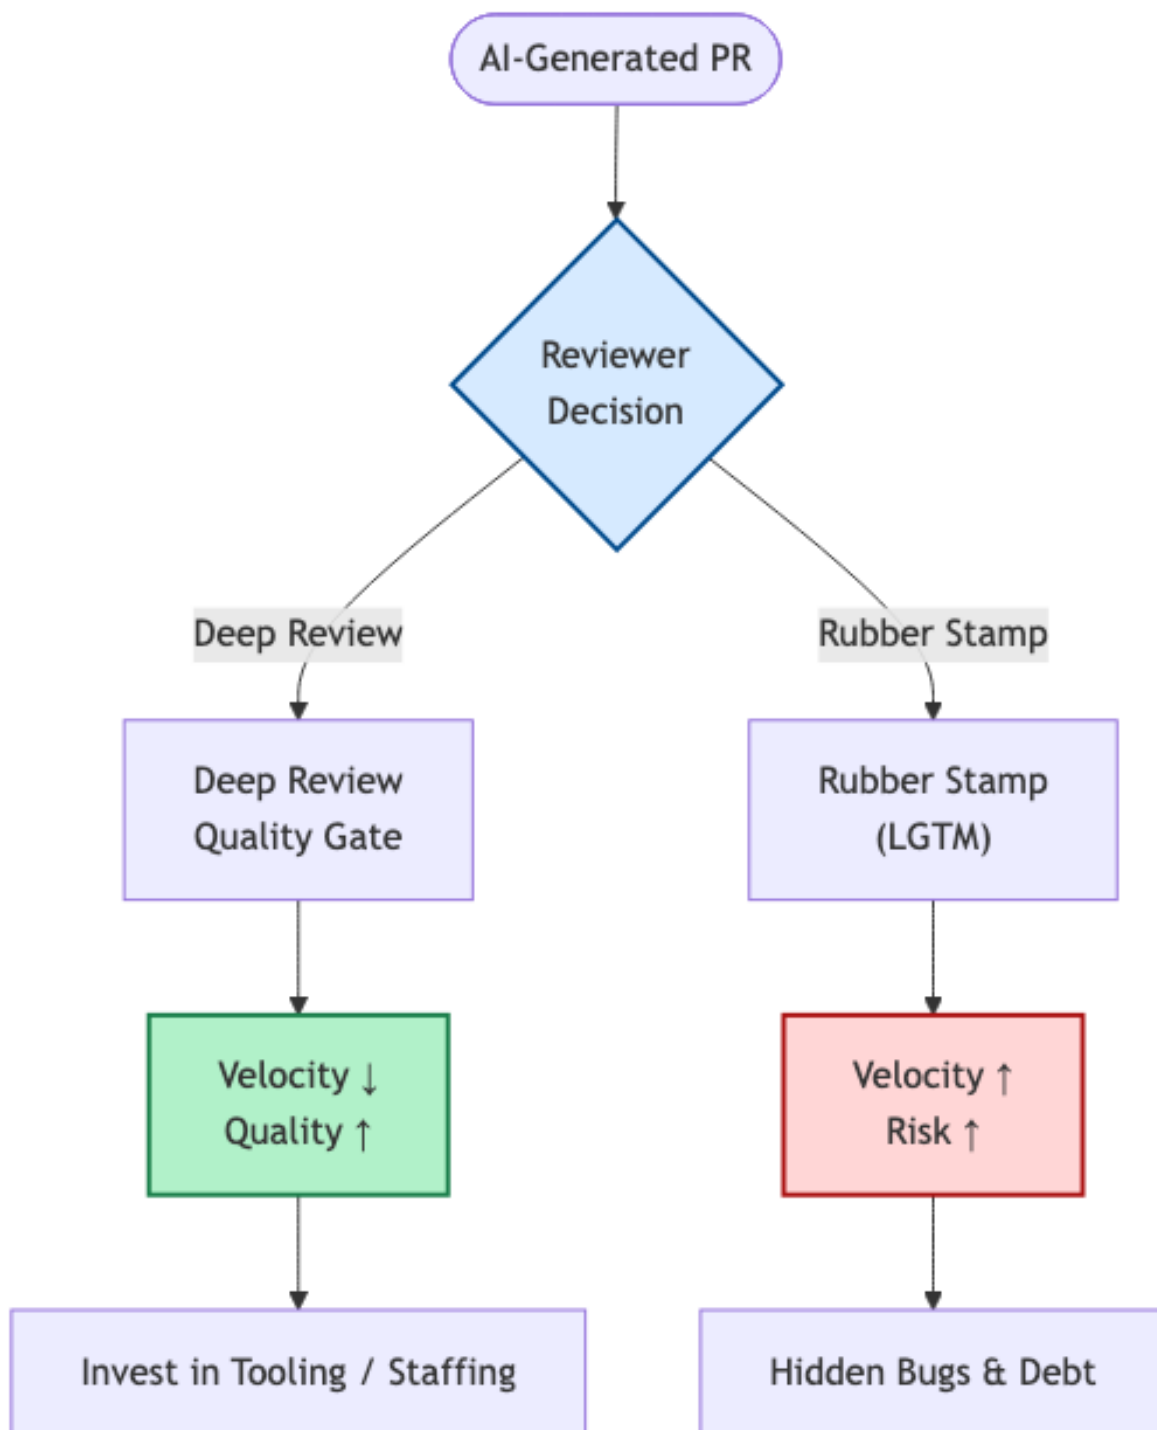 AI-Generated PR
Reviewer
Decision
Deep Review
Rubber Stamp
Deep Review
Quality Gate
Rubber Stamp
(LGTM)
Velocity ↓
Quality ↑
Velocity ↑
Risk ↑
Invest in Tooling / Staffing
Hidden Bugs & Debt